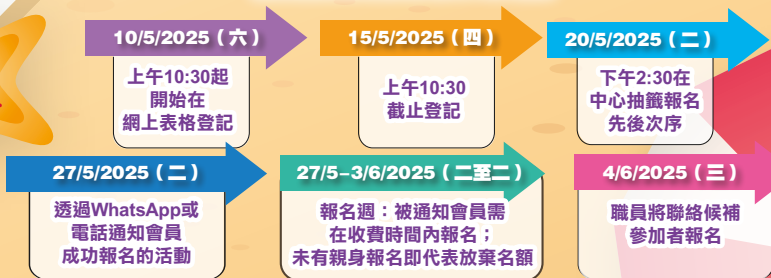 10/5/2025（六）
上午10:30起
開始在
網上表格登記
15/5/2025（四）
上午10:30
截止登記
20/5/2025（二）
下午2:30在
中心抽籤報名
先後次序
27/5/2025（二）
透過WhatsApp或
電話通知會員
成功報名的活動
27/5–3/6/2025（二至二）
報名週：被通知會員需
在收費時間內報名；
未有親身報名即代表放棄名額
4/6/2025（三）
職員將聯絡候補
參加者報名